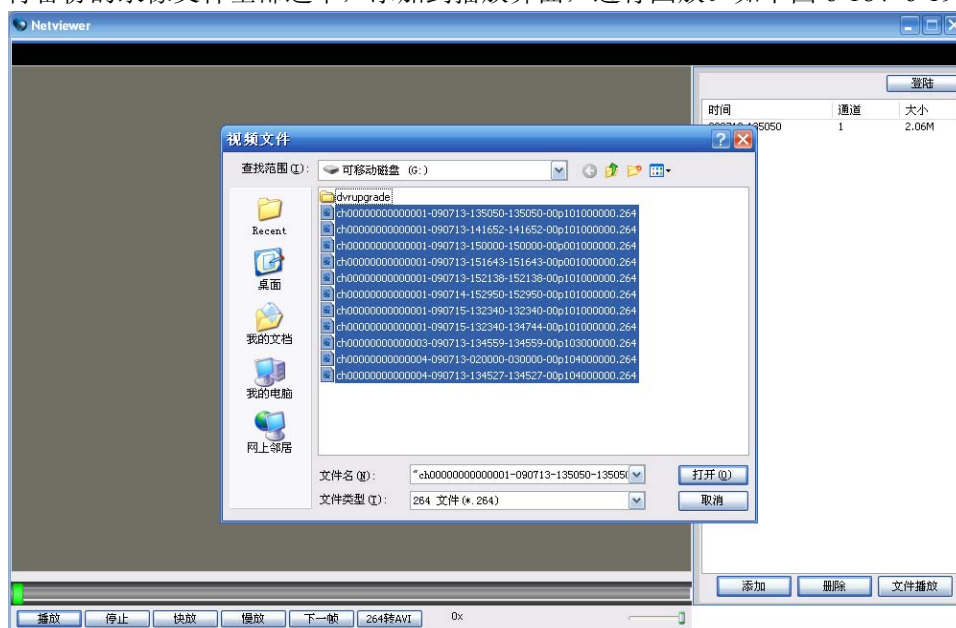 Netviewer
登陆
时间 通道 大小
1 2.06M
视频文件
查找范围(I): 可移动磁盘 (G:)
dvrupgrade
ch00000000000001-090713-135050-135050-00p101000000.264
ch00000000000001-090713-141652-141652-00p101000000.264
ch00000000000001-090713-150000-150000-00p001000000.264
ch00000000000001-090713-151643-151643-00p001000000.264
ch00000000000001-090713-152138-152138-00p101000000.264
ch00000000000001-090714-152950-152950-00p101000000.264
ch00000000000001-090715-132340-132340-00p101000000.264
ch00000000000001-090715-132340-134744-00p101000000.264
ch00000000000003-090713-134559-134559-00p103000000.264
ch00000000000004-090713-020000-030000-00p104000000.264
ch00000000000004-090713-134527-134527-00p104000000.264
Recent
桌面
我的文档
我的电脑
网上邻居
文件名(N): "ch00000000000001-090713-135050-13505( 打开(O)
文件类型(T): 264 文件(*.264) 取消
添加 删除 文件播放
播放 停止 快放 慢放 下一帧 264转AVI 0x